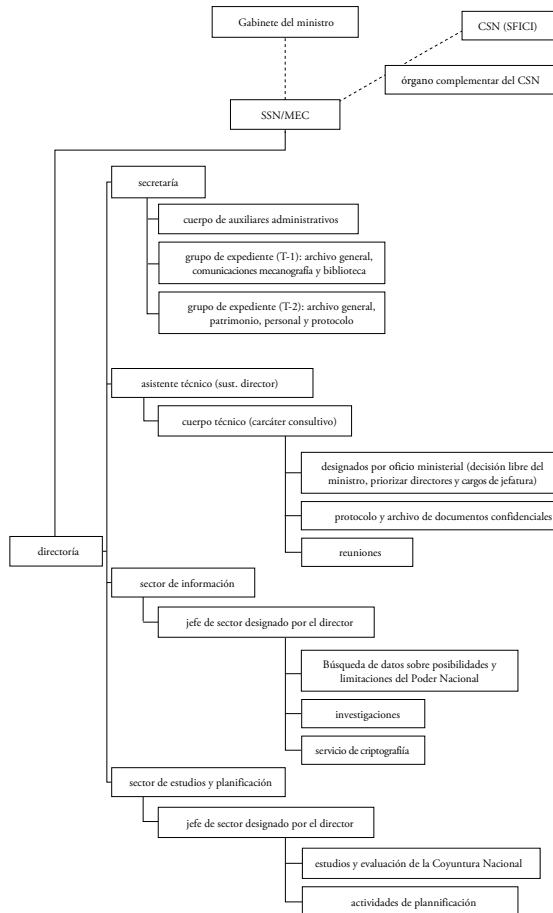 Gabinete del ministro
CSN (SFICI)
órgano complementar del CSN
SSN/MEC
secretaría
cuerpo de auxiliares administrativos
grupo de expediente (T-1): archivo general,
comunicaciones mecanografía y biblioteca
grupo de expediente (T-2): archivo general,
patrimonio, personal y protocolo
asistente técnico (sust. director)
cuerpo técnico (carcáter consultivo)
designados por oficio ministerial (decisión libre del
ministro, priorizar directores y cargos de jefatura)
protocolo y archivo de documentos confidenciales
directoría
reuniones
sector de información
jefe de sector designado por el director
Búsqueda de datos sobre posibilidades y
limitaciones del Poder Nacional
investigaciones
servicio de criptografiía
sector de estudios y planificación
jefe de sector designado por el director
estudios y evaluación de la Coyuntura Nacional
actividades de plannificación